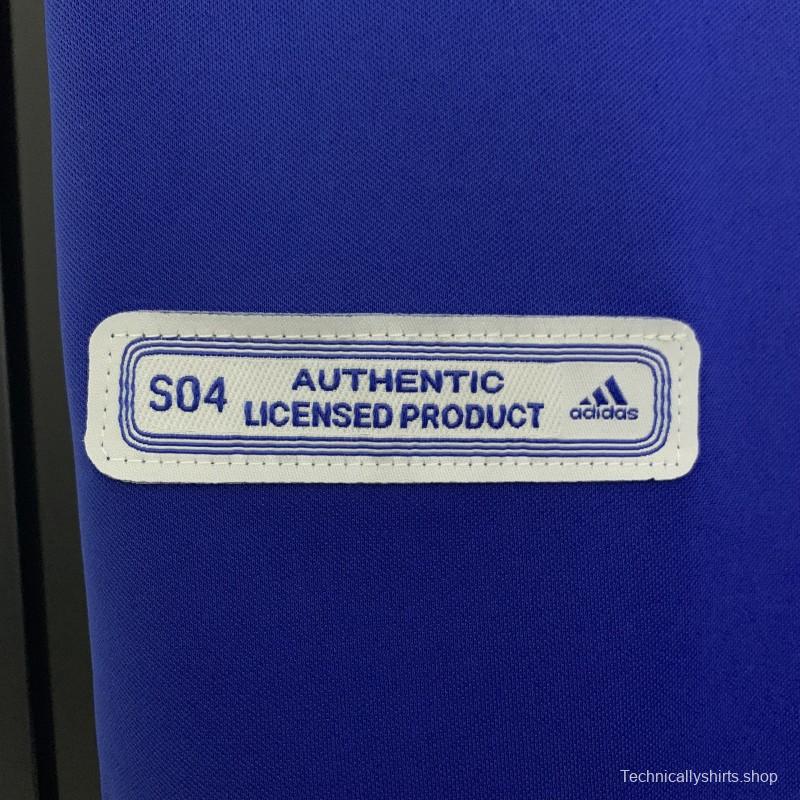 S04
AUTHENTIC
LICENSED PRODUCT
adidas
Technicallyshirts.shop